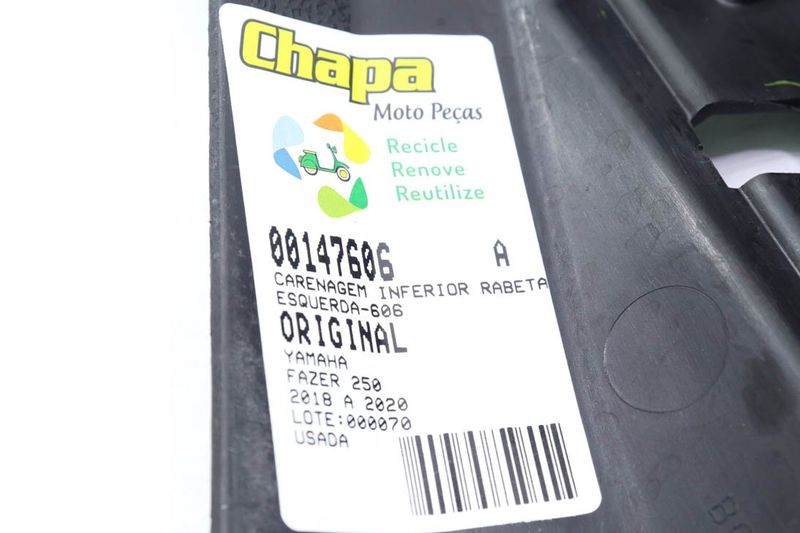 Chapa
Moto Peças
Recicle
Renove
Reutilize
00147606 A
CARENAGEM INFERIOR RABETA
ESQUERDA-606
ORIGINAL
YAMAHA
FAZER 250
2018 A 2020
LOTE:000070
USADA